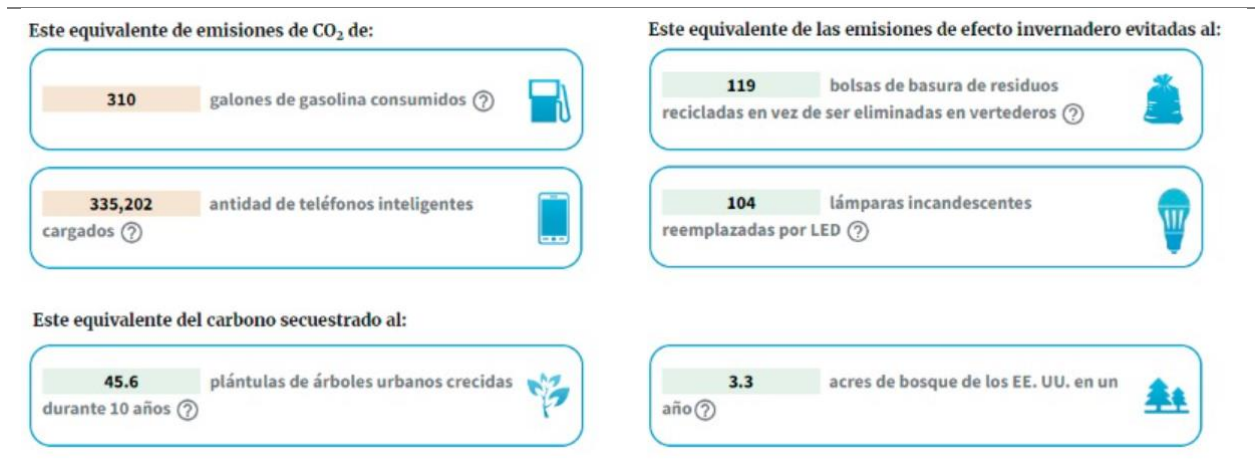 Este equivalente de emisiones de CO₂ de:
310 galones de gasolina consumidos ?
335,202 antidad de teléfonos inteligentes
cargados ?
Este equivalente de las emisiones de efecto invernadero evitadas al:
119 bolsas de basura de residuos
recicladas en vez de ser eliminadas en vertederos ?
104 lámparas incandescentes
reemplazadas por LED ?
Este equivalente del carbono secuestrado al:
45.6 plántulas de árboles urbanos crecidas
durante 10 años ?
3.3 acres de bosque de los EE. UU. en un
año ?